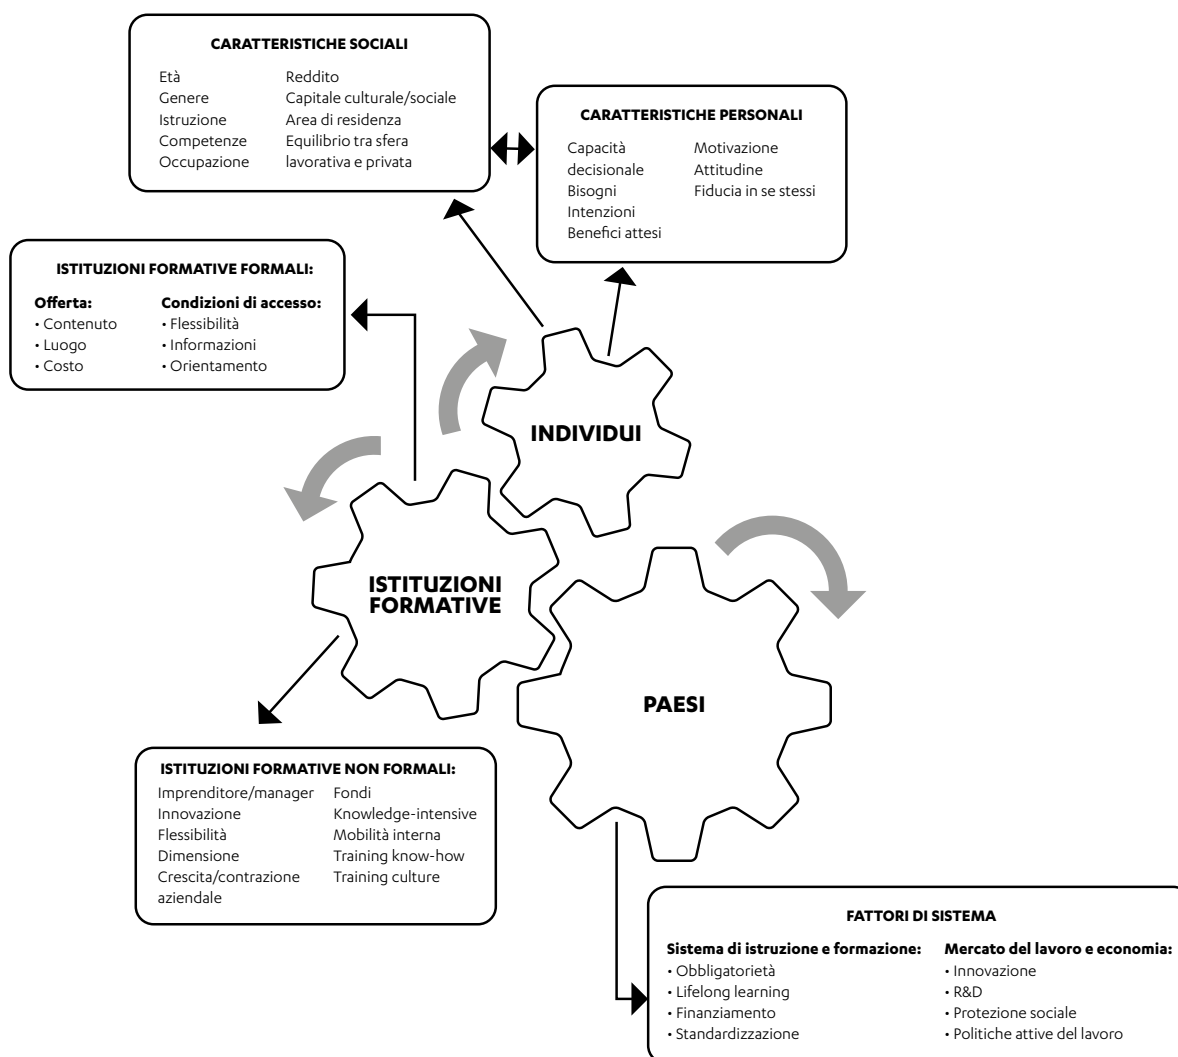 CARATTERISTICHE SOCIALI
Età
Genere
Istruzione
Competenze
Occupazione
Reddito
Capitale culturale/sociale
Area di residenza
Equilibrio tra sfera
lavorativa e privata
CARATTERISTICHE PERSONALI
Capacità
decisionale
Bisogni
Intenzioni
Benefici attesi
Motivazione
Attitudine
Fiducia in se stessi
ISTITUZIONI FORMATIVE FORMALI:
Offerta:
• Contenuto
• Luogo
• Costo
Condizioni di accesso:
• Flessibilità
• Informazioni
• Orientamento
INDIVIDUI
ISTITUZIONI
FORMATIVE
PAESI
ISTITUZIONI FORMATIVE NON FORMALI:
Imprenditore/manager
Innovazione
Flessibilità
Dimensione
Crescita/contrazione
aziendale
Fondi
Knowledge-intensive
Mobilità interna
Training know-how
Training culture
FATTORI DI SISTEMA
Sistema di istruzione e formazione:
• Obbligatorietà
• Lifelong learning
• Finanziamento
• Standardizzazione
Mercato del lavoro e economia:
• Innovazione
• R&D
• Protezione sociale
• Politiche attive del lavoro